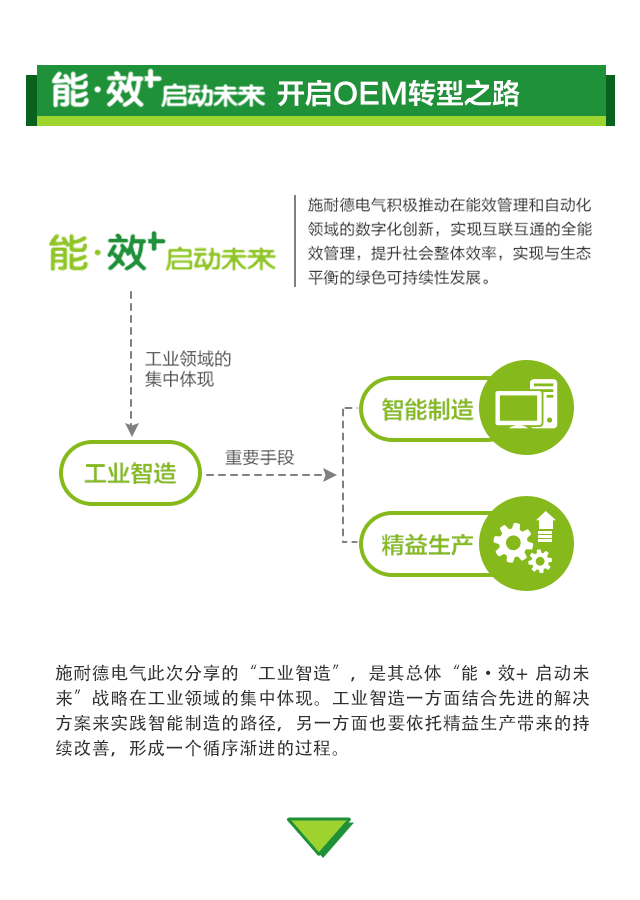 能·效+启动未来 开启OEM转型之路
施耐德电气积极推动在能效管理和自动化
领域的数字化创新，实现互联互通的全能
效管理，提升社会整体效率，实现与生态
平衡的绿色可持续性发展。
能·效+启动未来
工业领域的
集中体现
智能制造
工业智造
重要手段
精益生产
施耐德电气此次分享的“工业智造”，是其总体“能·效+ 启动未
来”战略在工业领域的集中体现。工业智造一方面结合先进的解决
方案来实践智能制造的路径，另一方面也要依托精益生产带来的持
续改善，形成一个循序渐进的过程。